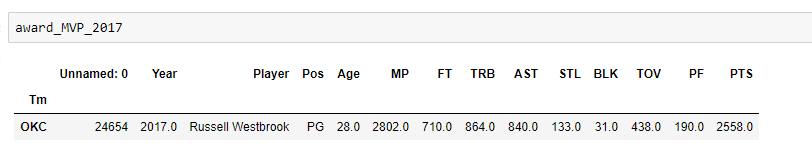 award_MVP_2017
Unnamed: 0 Year Player Pos Age MP FT TRB AST STL BLK TOV PF PTS
Tm
OKC 24654 2017.0 Russell Westbrook PG 28.0 2802.0 710.0 864.0 840.0 133.0 31.0 438.0 190.0 2558.0